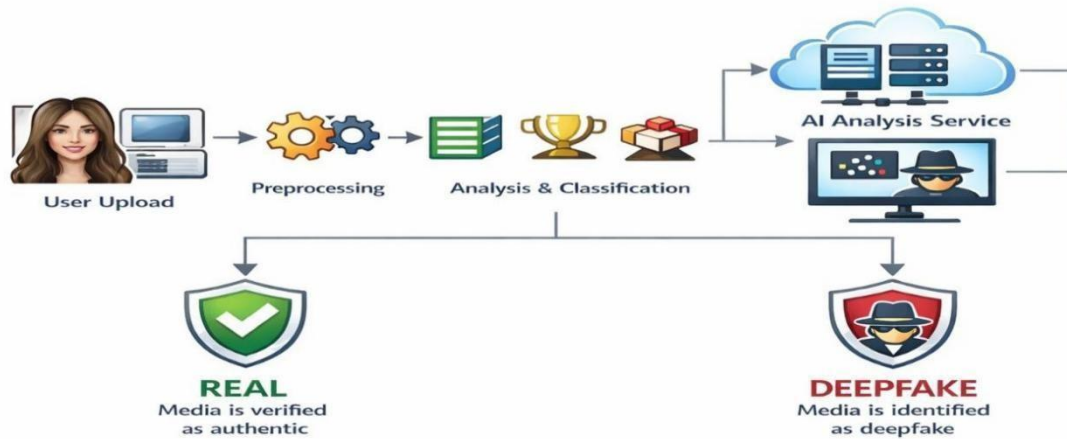 AI Analysis Service
User Upload
Preprocessing
Analysis & Classification
REAL
Media is verified
as authentic
DEEPFAKE
Media is identified
as deepfake